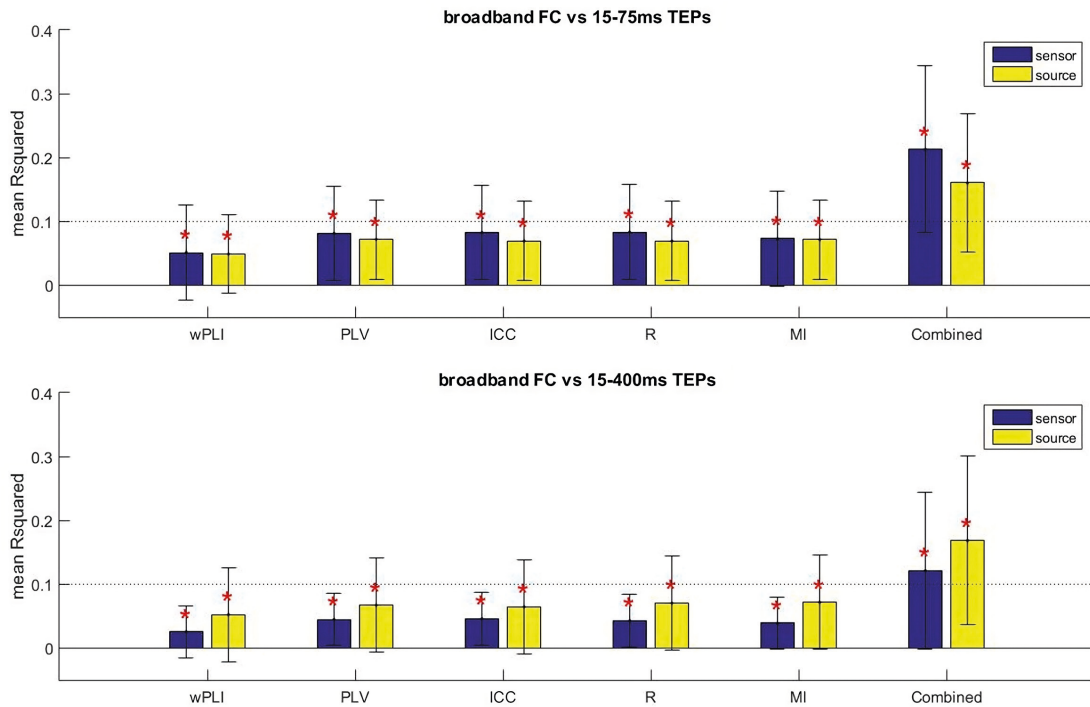 broadband FC vs 15-75ms TEPs
0.4
0.3
0.2
0.1
0
mean Rsquared
sensor
source
* * * * * * * * * * * *
wPLI PLV ICC R MI Combined
broadband FC vs 15-400ms TEPs
0.4
0.3
0.2
0.1
0
mean Rsquared
sensor
source
* * * * * * * * * * * *
wPLI PLV ICC R MI Combined